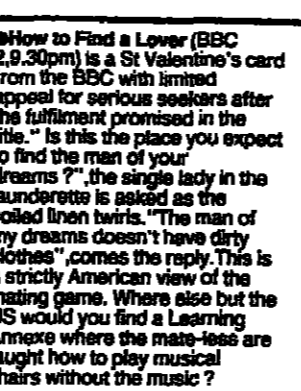 How to Find a Lover (BBC
2,9.30pm) is a St Valentine's card
from the BBC with limited
appeal for serious seekers after
the fulfilment promised in the
title." Is this the place you expect
to find the man of your
dreams ?",the single lady in the
launderette is asked as the
soiled linen twirls."The man of
my dreams doesn't have dirty
clothes",comes the reply.This is
a strictly American view of the
mating game. Where else but the
US would you find a Learning
Annexe where the mate-less are
taught how to play musical
chairs without the music ?